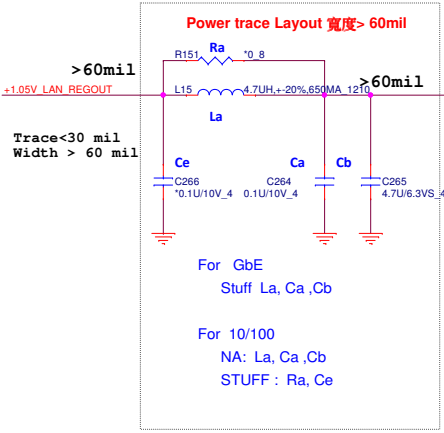 Power trace Layout 寬度> 60mil
R151 Ra *0_8
>60mil
>60mil
+1.05V_LAN_REGOUT L15 4.7UH,+-20%,650MA_1210
La
Trace<30 mil
Width > 60 mil
Ce Ca Cb
C266 C264 C265
*0.1U/10V_4 0.1U/10V_4 4.7U/6.3VS_4
For GbE
Stuff La, Ca ,Cb
For 10/100
NA: La, Ca ,Cb
STUFF : Ra, Ce